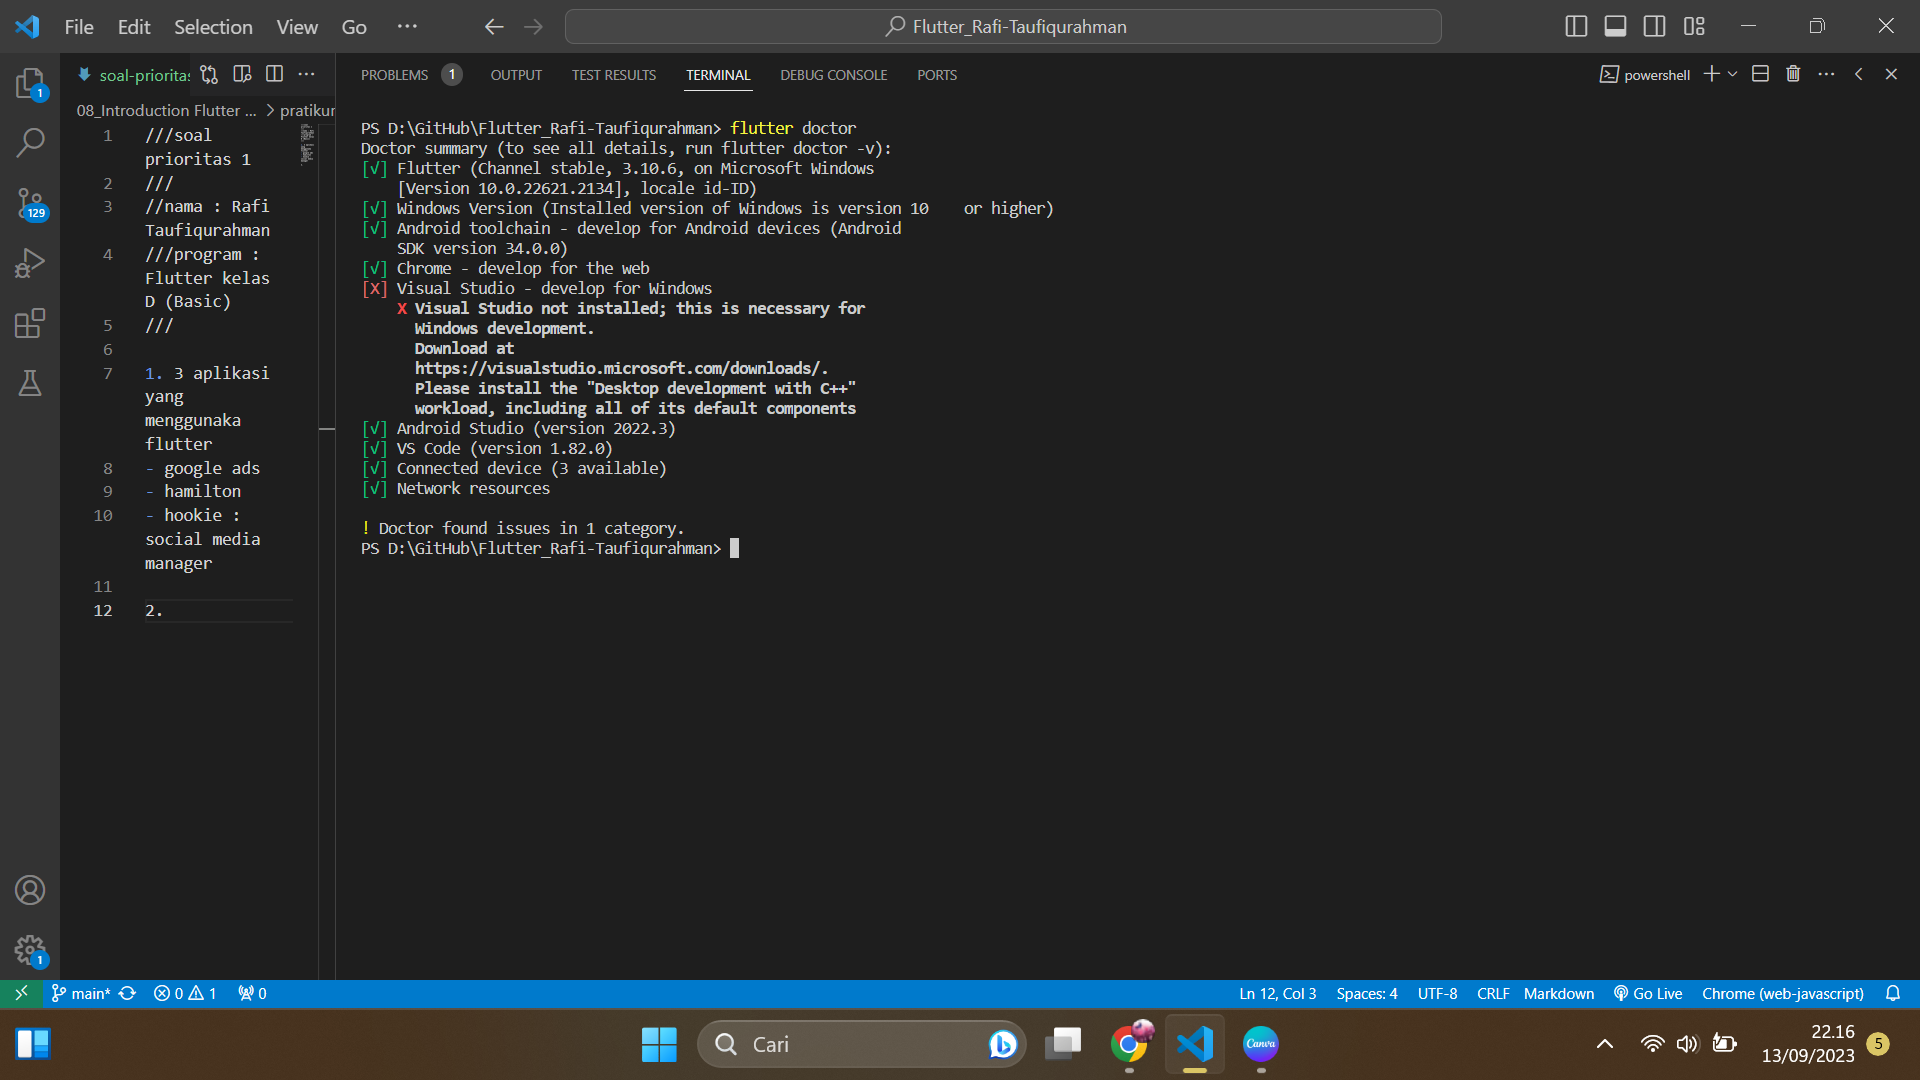 File Edit Selection View Go ···
Flutter_Rafi-Taufiqurahman
soal-prioritas
08_Introduction Flutter ... > pratikur
1 ///soal
prioritas 1
2 ///
3 //nama : Rafi
Taufiqurahman
4 ///program :
Flutter kelas
D (Basic)
5 ///
6
7 1. 3 aplikasi
yang
menggunaka
flutter
8 - google ads
9 - hamilton
10 - hookie :
social media
manager
11
12 2.
PROBLEMS 1 OUTPUT TEST RESULTS TERMINAL DEBUG CONSOLE PORTS
powershell
PS D:\GitHub\Flutter_Rafi-Taufiqurahman> flutter doctor
Doctor summary (to see all details, run flutter doctor -v):
[√] Flutter (Channel stable, 3.10.6, on Microsoft Windows
[Version 10.0.22621.2134], locale id-ID)
[√] Windows Version (Installed version of Windows is version 10 or higher)
[√] Android toolchain - develop for Android devices (Android
SDK version 34.0.0)
[√] Chrome - develop for the web
[X] Visual Studio - develop for Windows
X Visual Studio not installed; this is necessary for
Windows development.
Download at
https://visualstudio.microsoft.com/downloads/.
Please install the "Desktop development with C++"
workload, including all of its default components
[√] Android Studio (version 2022.3)
[√] VS Code (version 1.82.0)
[√] Connected device (3 available)
[√] Network resources
! Doctor found issues in 1 category.
PS D:\GitHub\Flutter_Rafi-Taufiqurahman>
1
129
1
main* 0 1 0
Ln 12, Col 3 Spaces: 4 UTF-8 CRLF Markdown Go Live Chrome (web-javascript)
Cari
Canva
22.16
13/09/2023
5